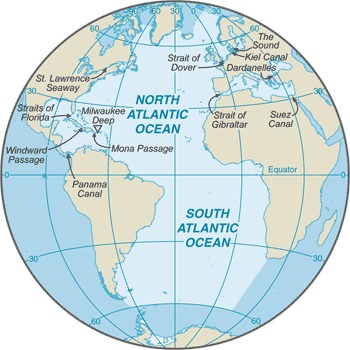 The
Sound
Kiel Canal
Dardanelles
Strait of
Dover
St. Lawrence
Seaway
Straits of
Florida
Milwaukee
Deep
NORTH
ATLANTIC
OCEAN
Strait of
Gibraltar
Suez
Canal
Windward
Passage
Mona Passage
Panama
Canal
Equator
SOUTH
ATLANTIC
OCEAN
60
60
30
30
0
0
30
30
60
60